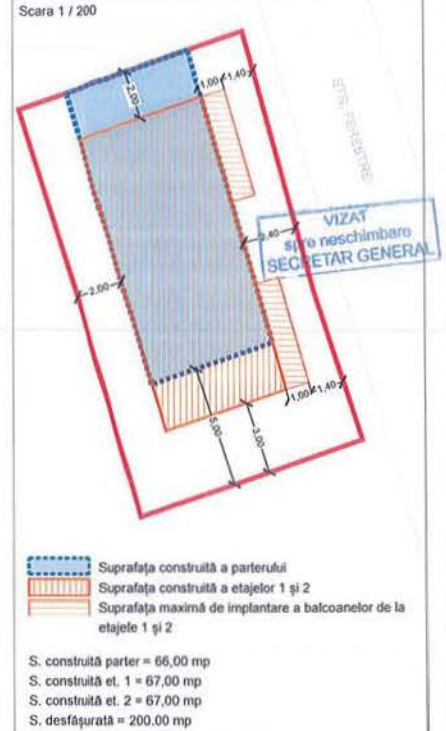 Scara 1 / 200
2,00
1,00
1,40
STR.
VIZAT
spre neschimbare
SECRETAR GENERAL
2,40
2,00
1,00
1,40
5,00
3,00
Suprafața construită a parterului
Suprafața construită a etajelor 1 și 2
Suprafața maximă de implantare a balcoanelor de la
etajele 1 și 2
S. construită parter = 66,00 mp
S. construită et. 1 = 67,00 mp
S. construită et. 2 = 67,00 mp
S. desfășurată = 200.00 mp